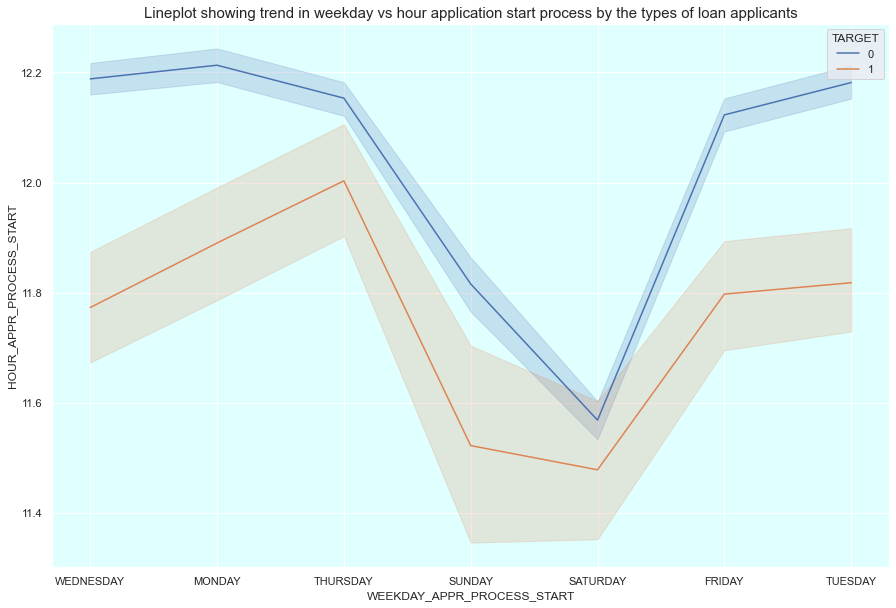 Lineplot showing trend in weekday vs hour application start process by the types of loan applicants
TARGET
0
1
12.2
12.0
11.8
11.6
11.4
HOUR_APPR_PROCESS_START
WEDNESDAY MONDAY THURSDAY SUNDAY SATURDAY FRIDAY TUESDAY
WEEKDAY_APPR_PROCESS_START